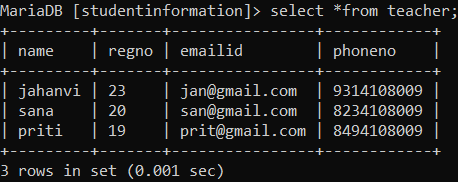 MariaDB [studentinformation]> select *from teacher;
+---------+-------+----------------+------------+
| name    | regno | emailid        | phoneno    |
+---------+-------+----------------+------------+
| jahanvi | 23    | jan@gmail.com  | 9314108009 |
| sana    | 20    | san@gmail.com  | 8234108009 |
| priti   | 19    | prit@gmail.com | 8494108009 |
+---------+-------+----------------+------------+
3 rows in set (0.001 sec)